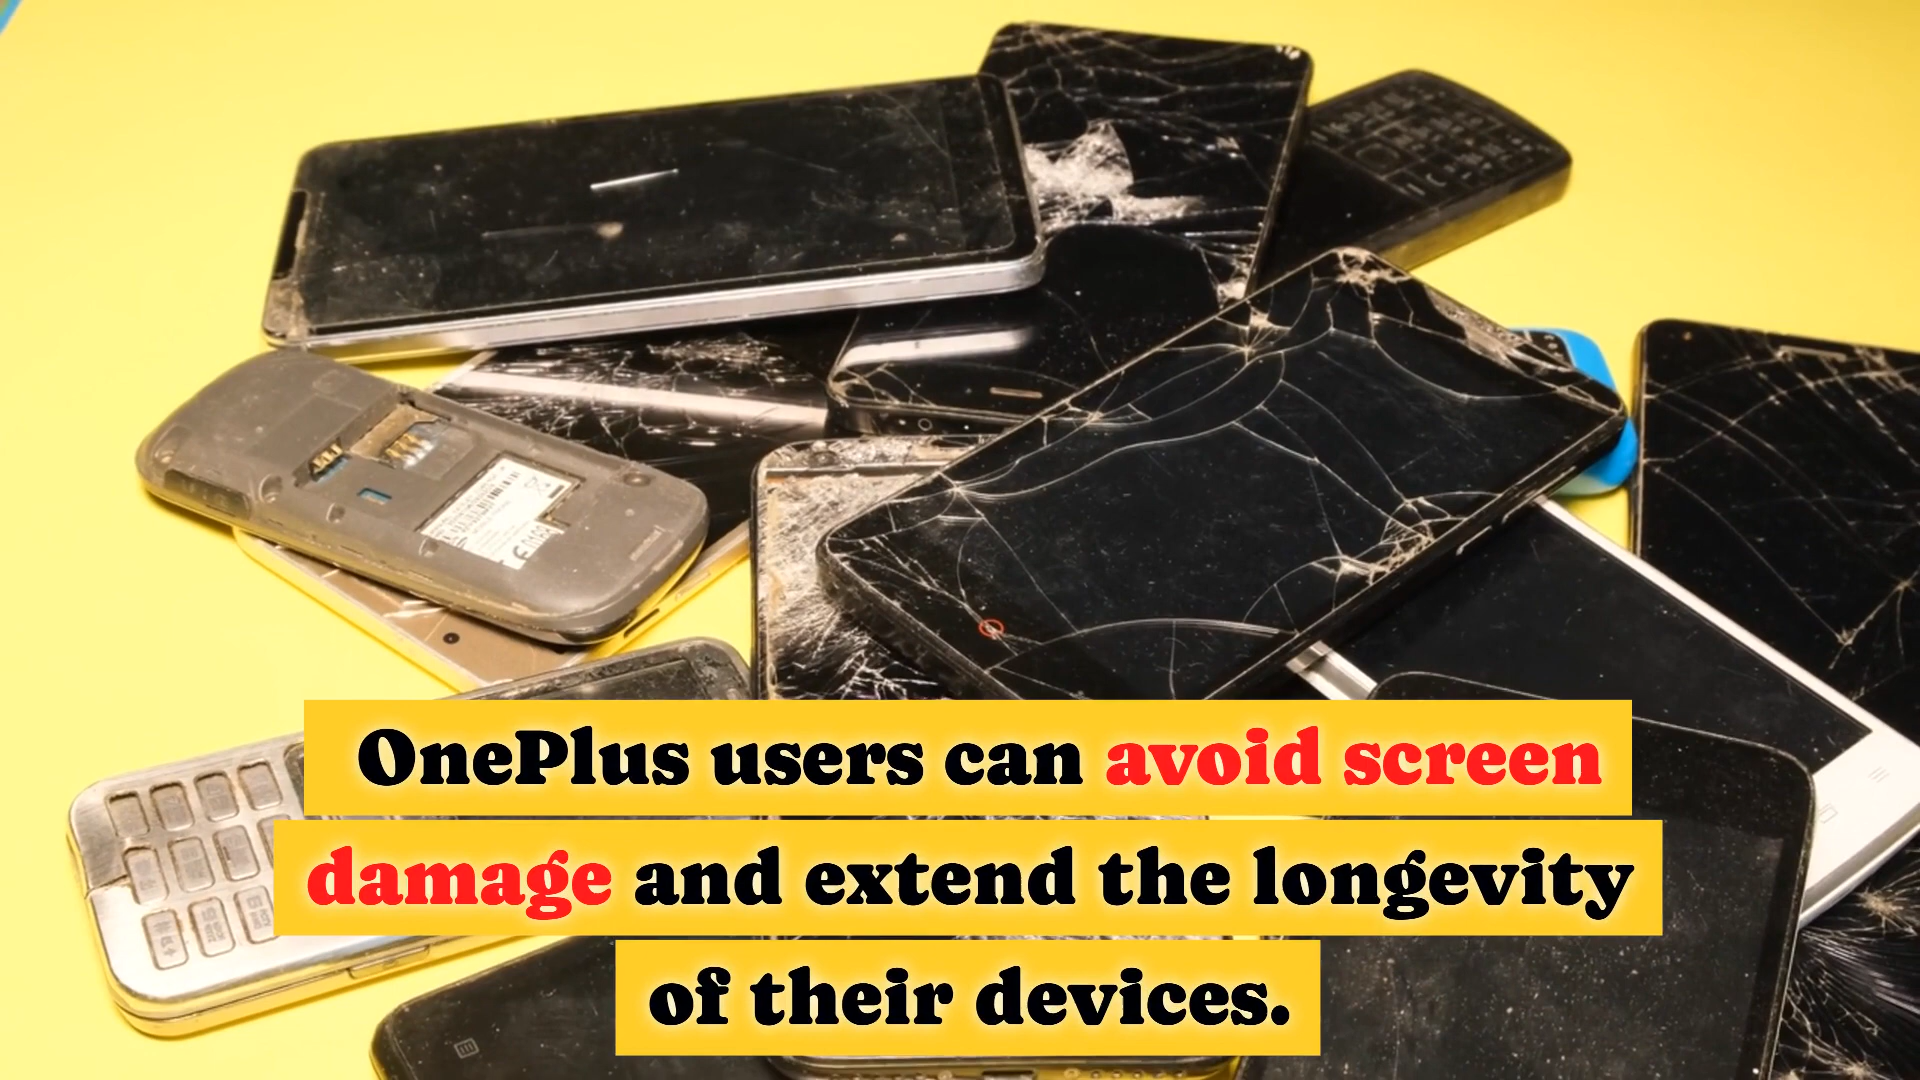 OnePlus users can avoid screen
damage and extend the longevity
of their devices.